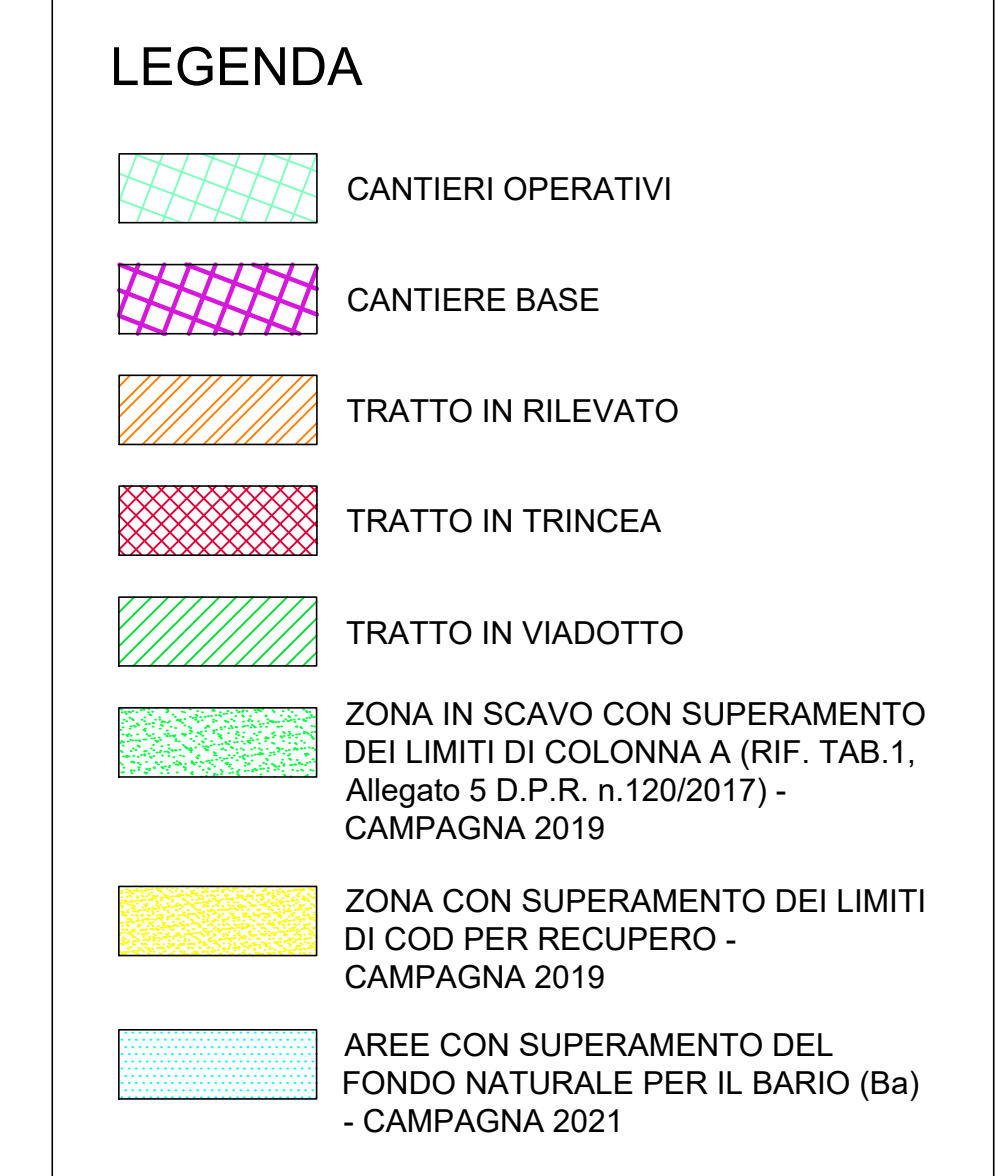 LEGENDA
CANTIERI OPERATIVI
CANTIERE BASE
TRATTO IN RILEVATO
TRATTO IN TRINCEA
TRATTO IN VIADOTTO
ZONA IN SCAVO CON SUPERAMENTO
DEI LIMITI DI COLONNA A (RIF. TAB.1,
Allegato 5 D.P.R. n.120/2017) -
CAMPAGNA 2019
ZONA CON SUPERAMENTO DEI LIMITI
DI COD PER RECUPERO -
CAMPAGNA 2019
AREE CON SUPERAMENTO DEL
FONDO NATURALE PER IL BARIO (Ba)
- CAMPAGNA 2021